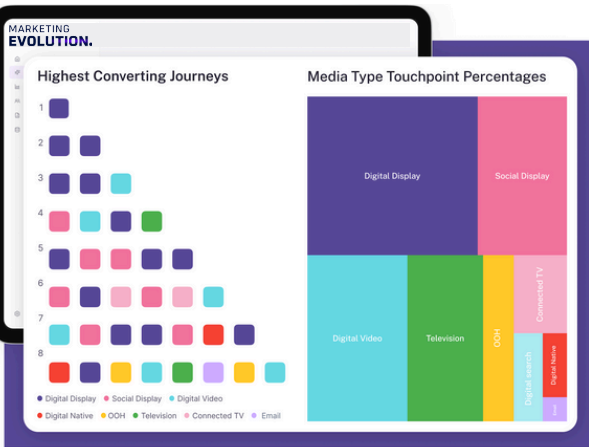 MARKETING
EVOLUTION.
Highest Converting Journeys
1
2
3
4
5
6
7
8
Digital Display Social Display Digital Video
Digital Native OOH Television Connected TV Email
Media Type Touchpoint Percentages
Digital Display
Social Display
Digital Video
Television
OOH
Connected TV
Digital search
Digital Native